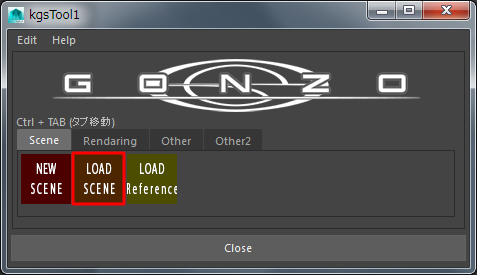 kgsTool1
Edit Help
GONZO
Ctrl + TAB (タブ移動)
Scene Rendaring Other Other2
NEW SCENE LOAD SCENE LOAD Reference
Close